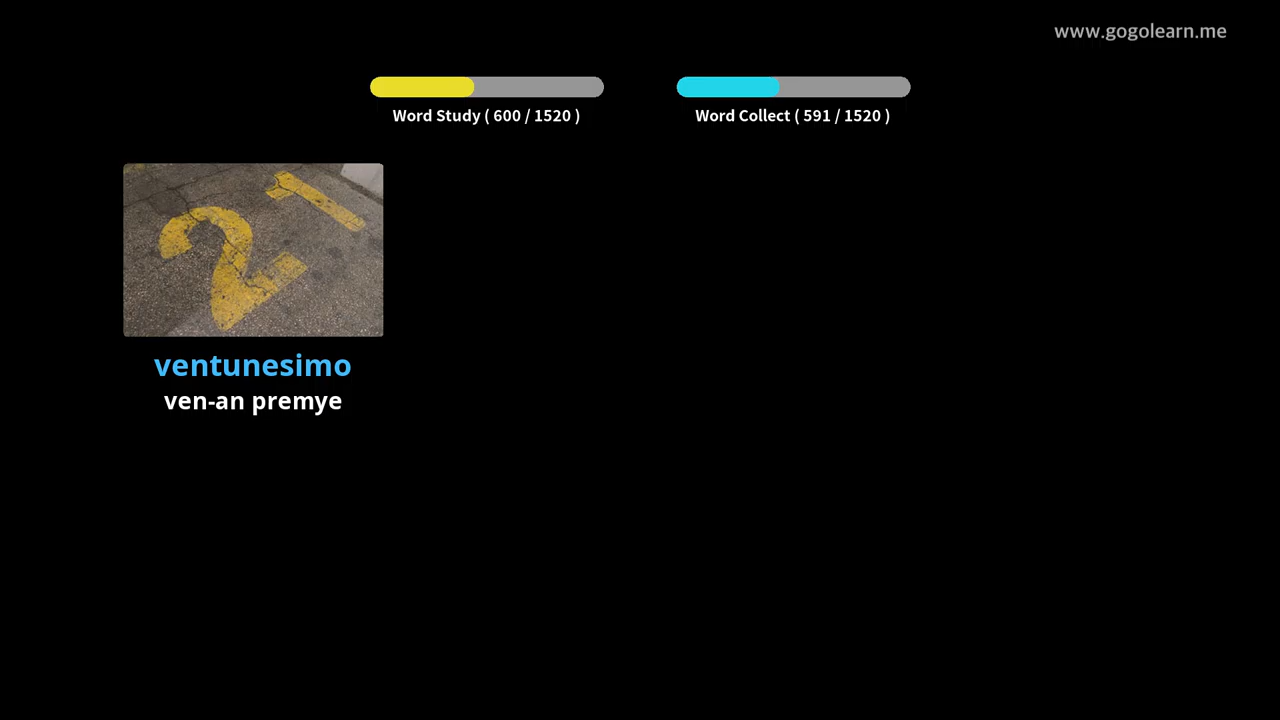 www.gogolearn.me
Word Study ( 600 / 1520 )
Word Collect ( 591 / 1520 )
21
ventunesimo
ven-an premye